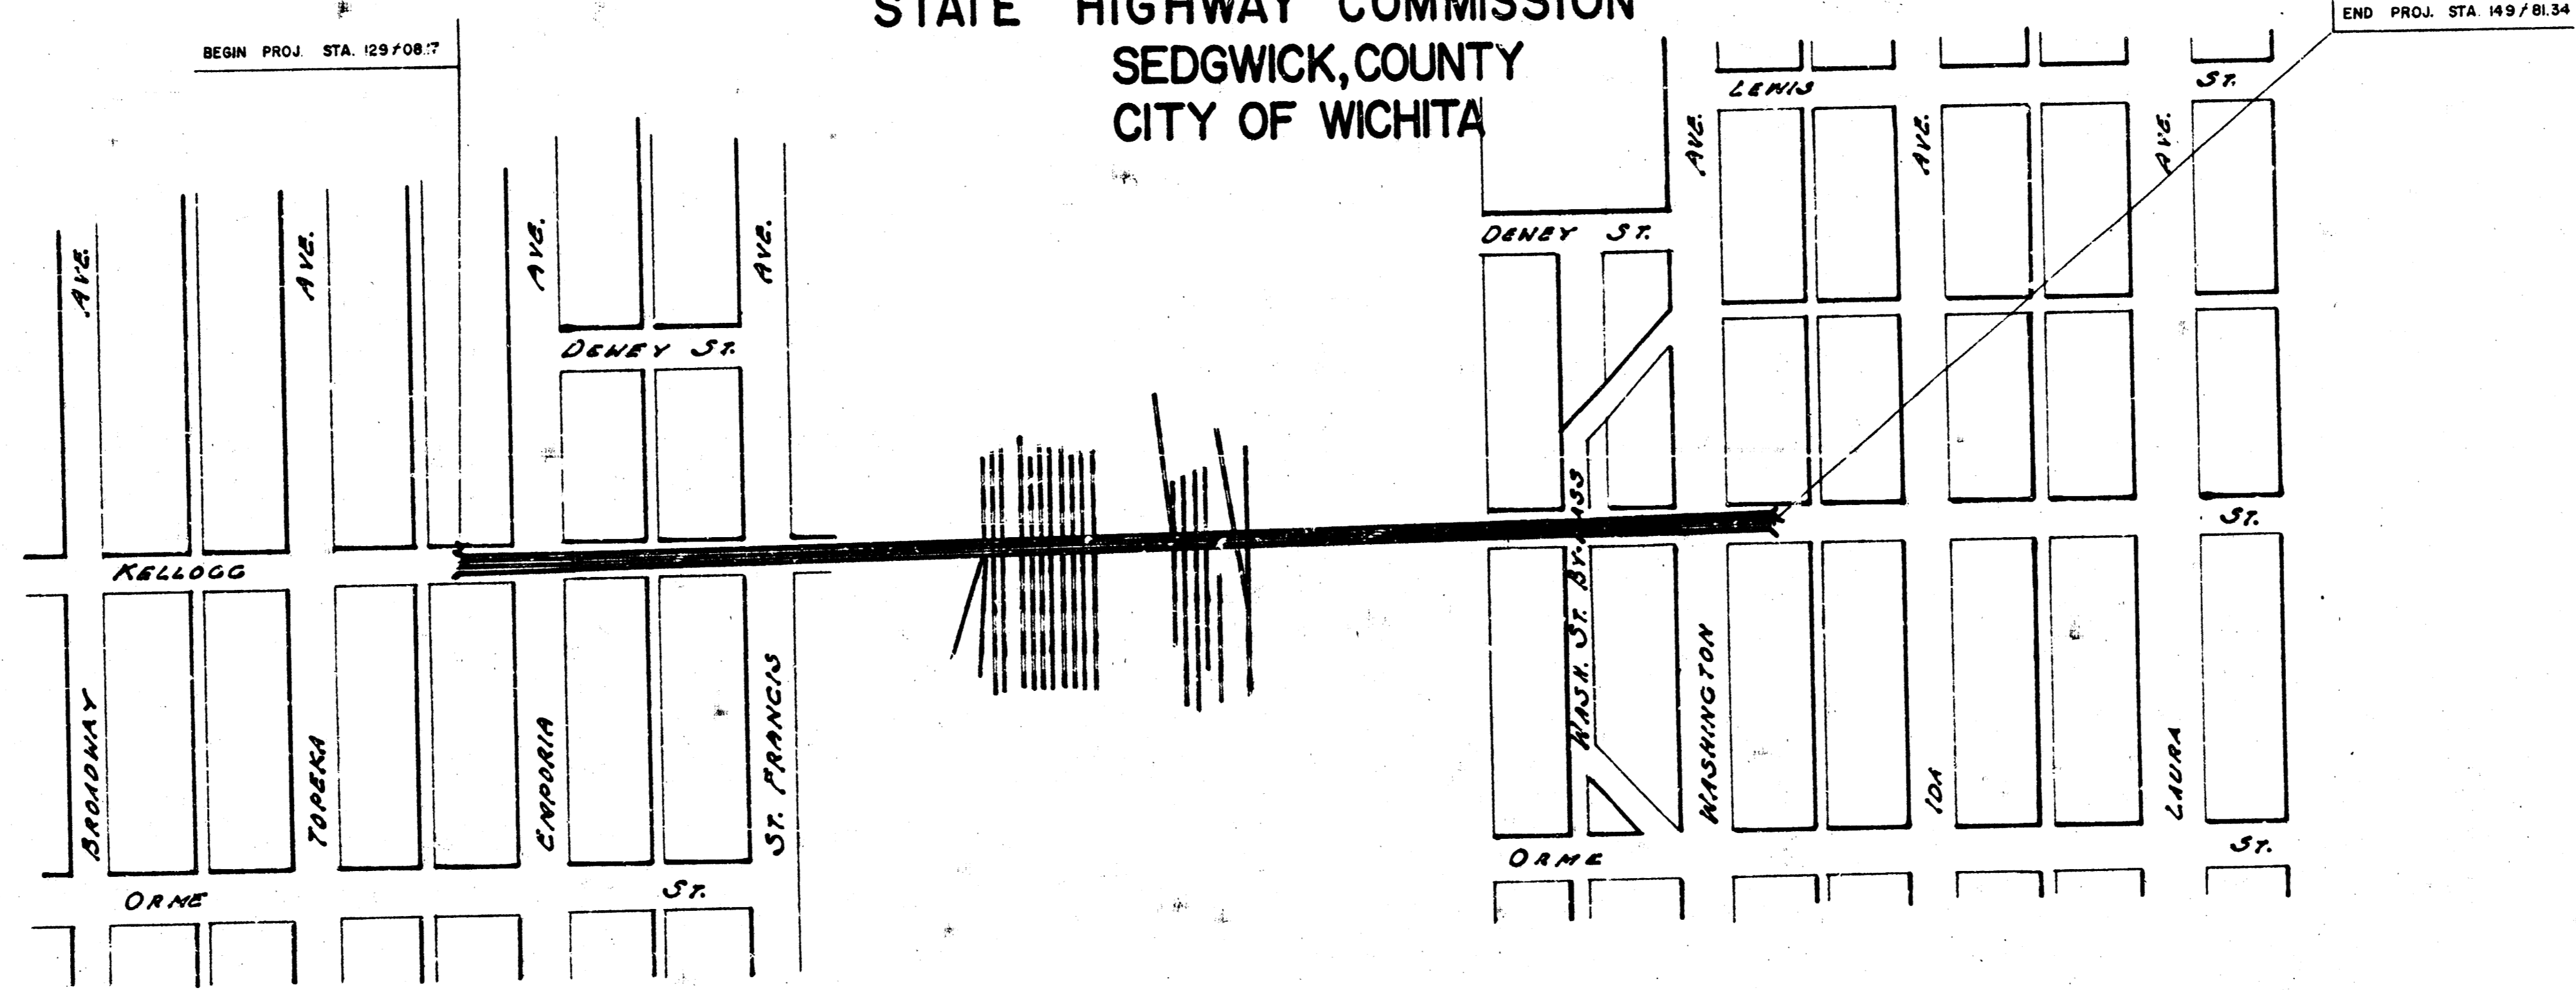 STATE HIGHWAY COMMISSION
SEDGWICK, COUNTY
CITY OF WICHITA
BEGIN PROJ. STA. 129+08.17
END PROJ. STA. 149+81.34
LEWIS ST.
AVE. AVE. AVE.
AVE. AVE. AVE. AVE.
DEWEY ST.
DEWEY ST.
KELLOGG ST.
BROADWAY
TOPEKA
EMPORIA
ST. FRANCIS
WASH. ST. BY-PASS
WASHINGTON
IDA
LAURA
ORME ST.
ORME ST.